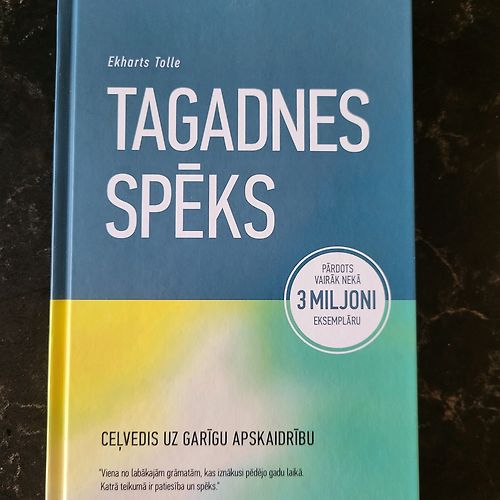 Ekharts Tolle
TAGADNES
SPĒKS
PĀRDOTS
VAIRĀK NEKĀ
3 MILJONI
EKSEMPLĀRU
CEĻVEDIS UZ GARĪGU APSKAIDRĪBU
"Viena no labākajām grāmatām, kas iznākusi pēdējo gadu laikā.
Katrā teikumā ir patiesība un spēks."